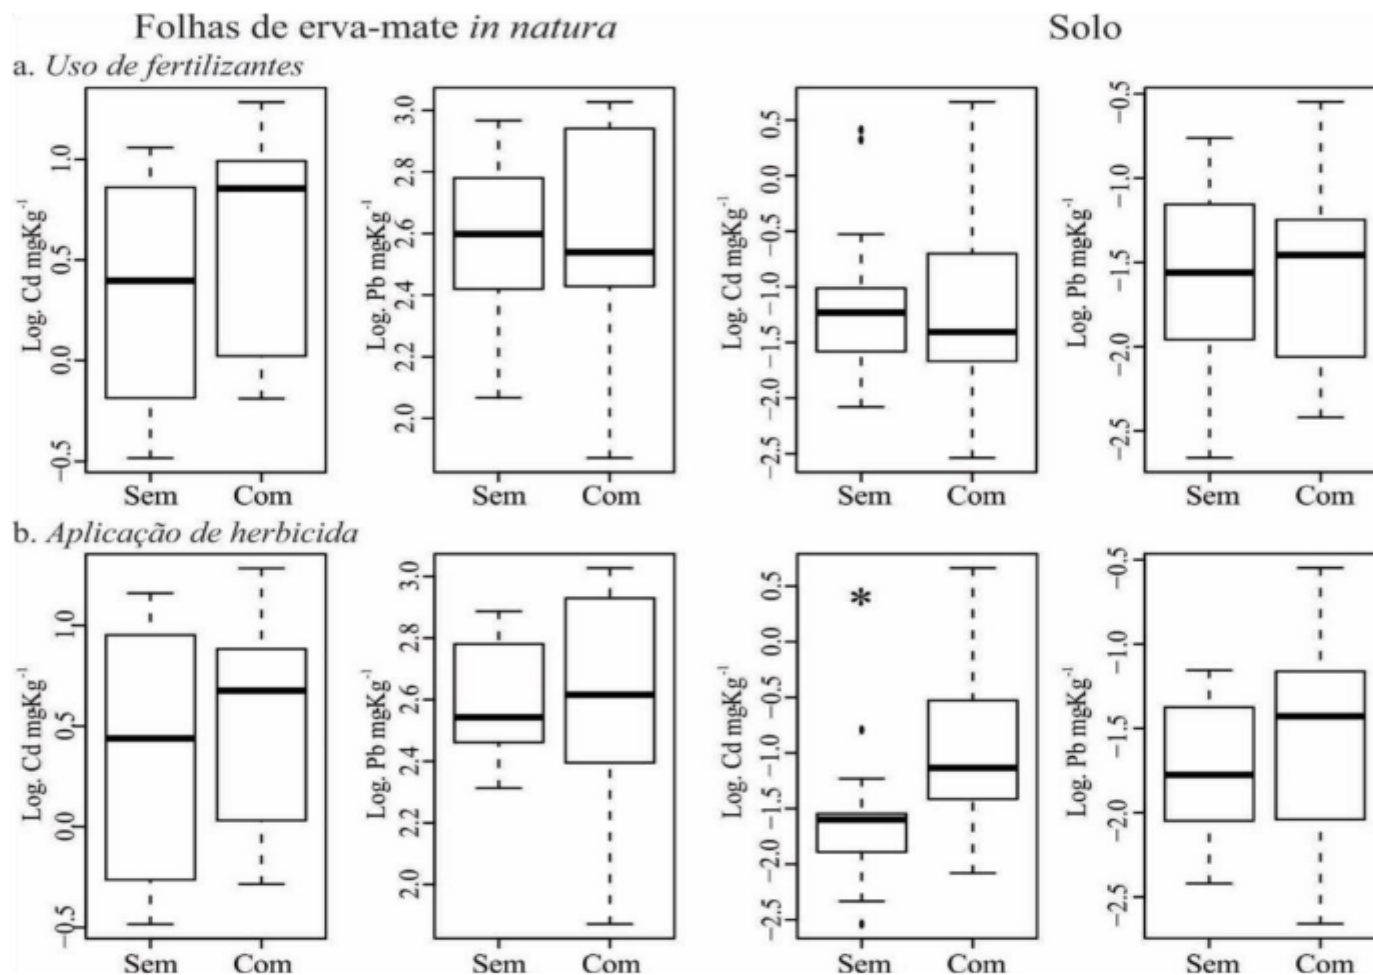 Folhas de erva-mate in natura
Solo
a. Uso de fertilizantes
Log. Cd mgKg⁻¹
1.0
0.5
0.0
−0.5
Sem Com
Log. Pb mgKg⁻¹
3.0
2.8
2.6
2.4
2.2
2.0
Sem Com
Log. Cd mgKg⁻¹
0.5
0.0
−0.5
−1.0
−1.5
−2.0
−2.5
Sem Com
Log. Pb mgKg⁻¹
−0.5
−1.0
−1.5
−2.0
−2.5
Sem Com
b. Aplicação de herbicida
Log. Cd mgKg⁻¹
1.0
0.5
0.0
−0.5
Sem Com
Log. Pb mgKg⁻¹
3.0
2.8
2.6
2.4
2.2
2.0
Sem Com
Log. Cd mgKg⁻¹
0.5
0.0
−0.5
−1.0
−1.5
−2.0
−2.5
*
Sem Com
Log. Pb mgKg⁻¹
−0.5
−1.0
−1.5
−2.0
−2.5
Sem Com